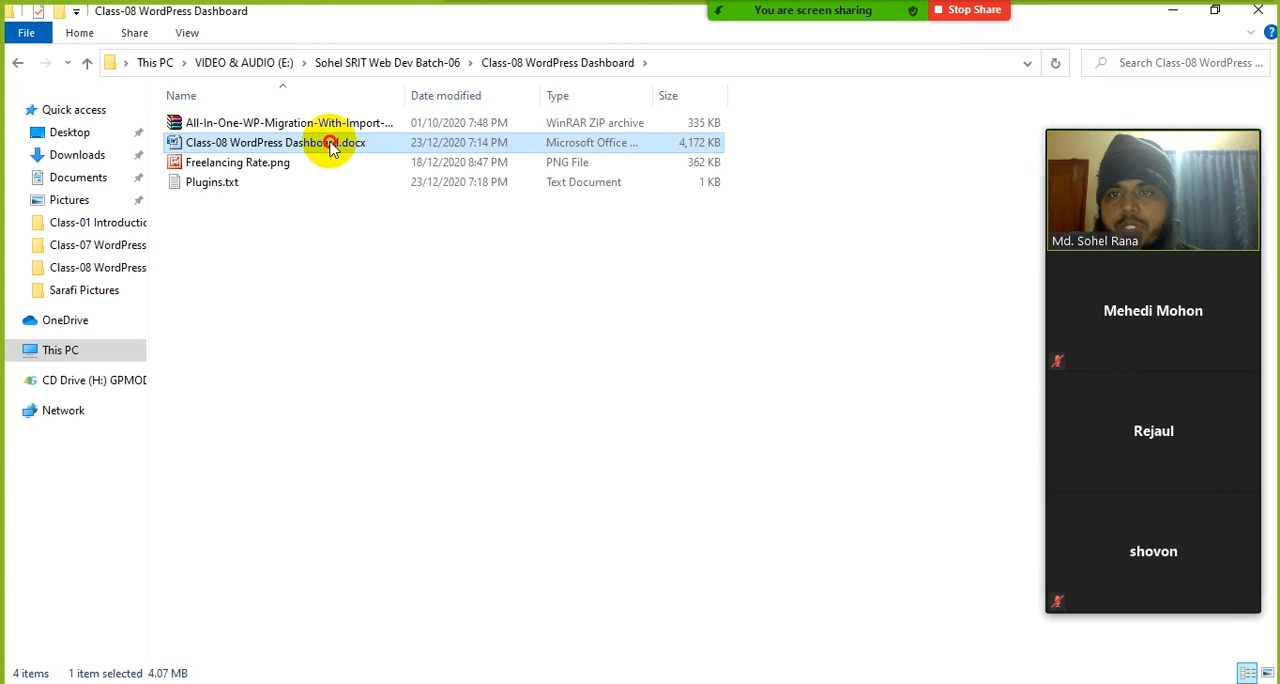 Class-08 WordPress Dashboard
You are screen sharing
Stop Share
File Home Share View
This PC > VIDEO & AUDIO (E:) > Sohel SRIT Web Dev Batch-06 > Class-08 WordPress Dashboard >
Search Class-08 WordPress ...
Name Date modified Type Size
All-In-One-WP-Migration-With-Import-... 01/10/2020 7:48 PM WinRAR ZIP archive 335 KB
Class-08 WordPress Dashboard.docx 23/12/2020 7:14 PM Microsoft Office ... 4,172 KB
Freelancing Rate.png 18/12/2020 8:47 PM PNG File 362 KB
Plugins.txt 23/12/2020 7:18 PM Text Document 1 KB
Quick access
Desktop
Downloads
Documents
Pictures
Class-01 Introductic
Class-07 WordPress
Class-08 WordPress
Sarafi Pictures
OneDrive
This PC
CD Drive (H:) GPMOD
Network
Md. Sohel Rana
Mehedi Mohon
Rejaul
shovon
4 items 1 item selected 4.07 MB